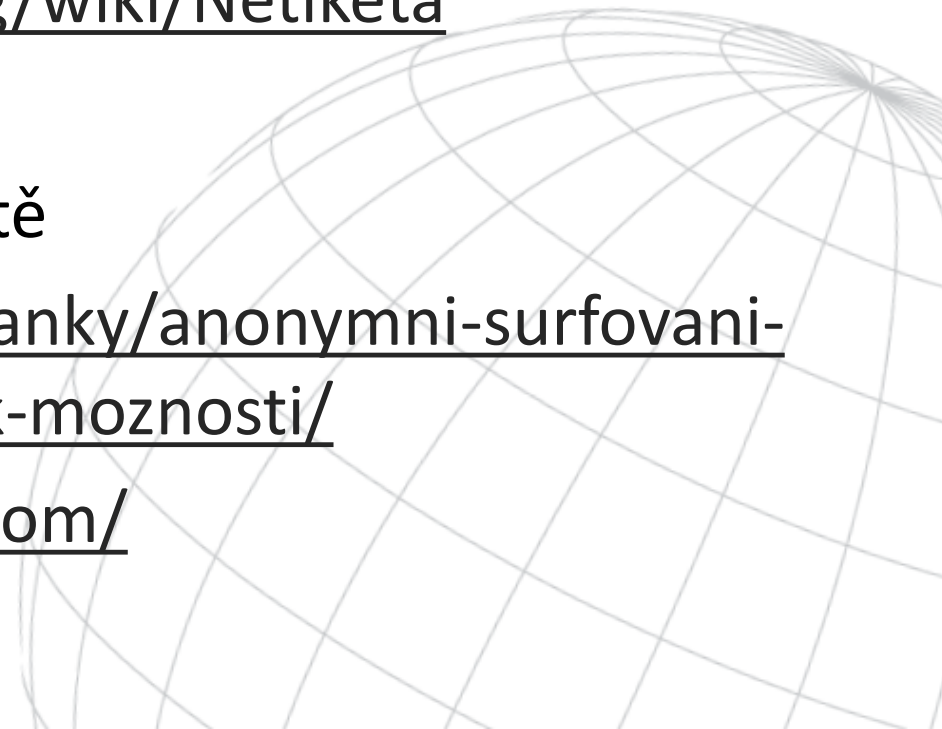 g/wiki/Netiketa
tě
anky/anonymni-surfovani-
k-moznosti/
om/